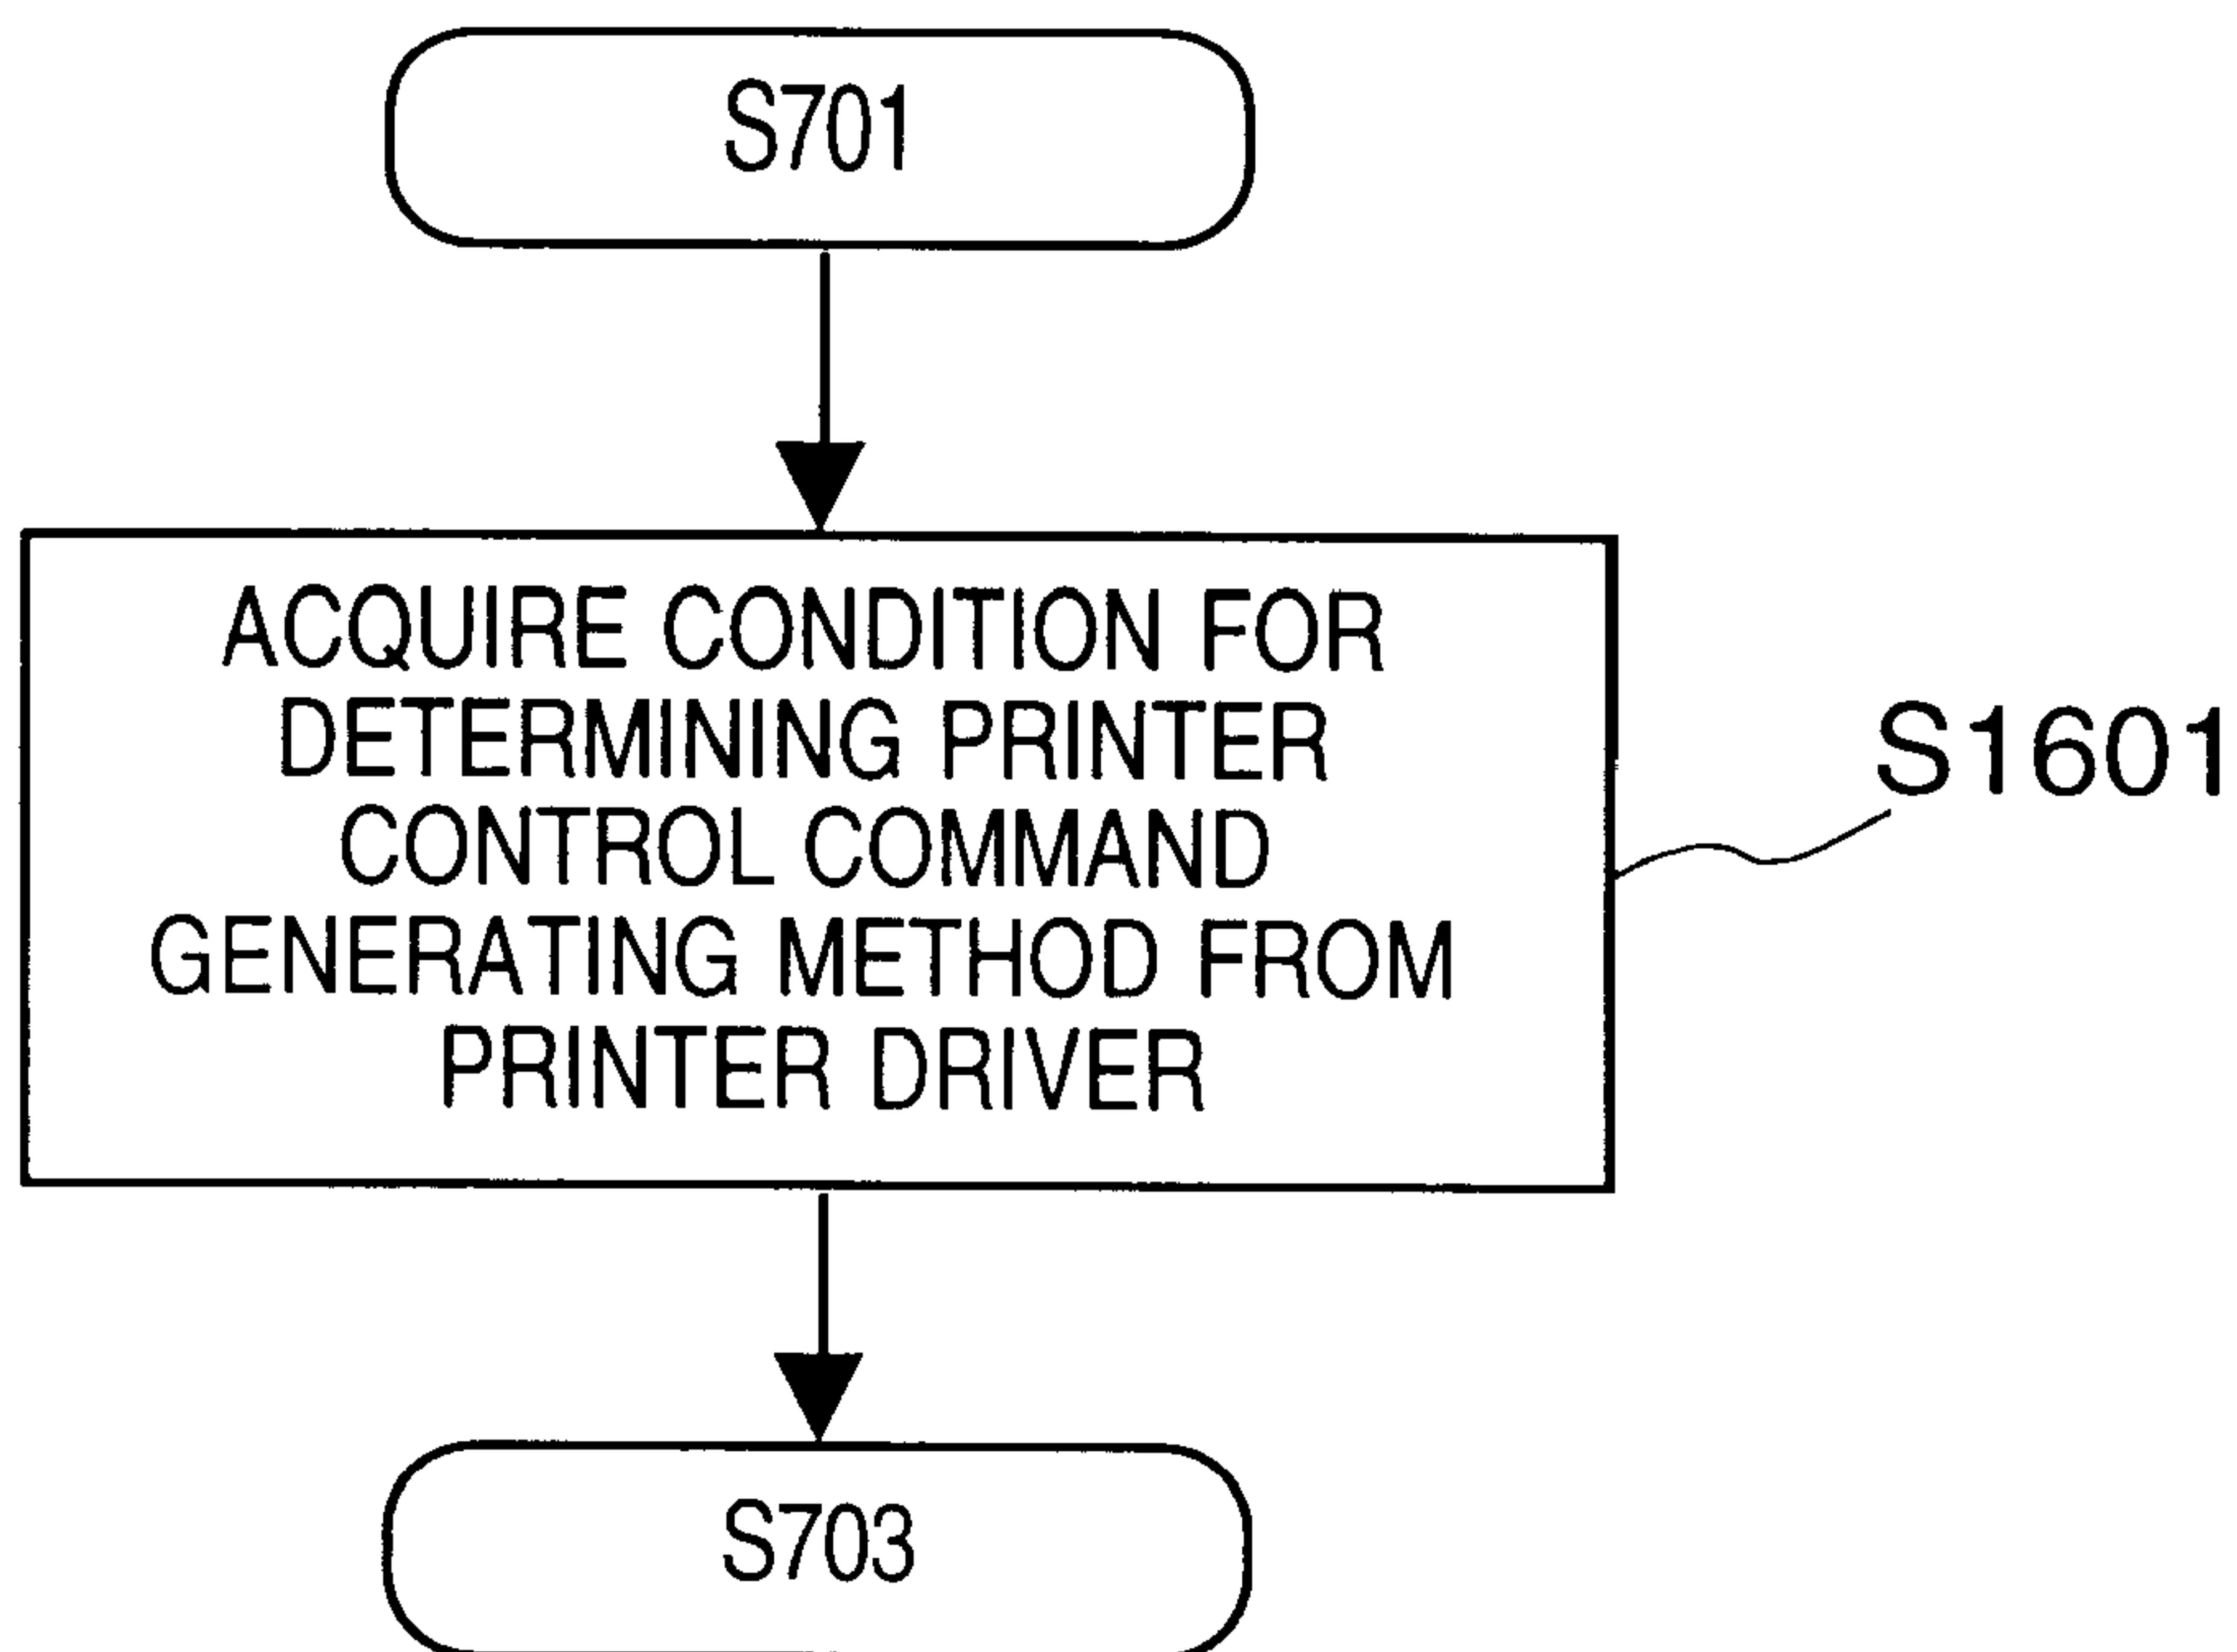 S701
ACQUIRE CONDITION FOR
DETERMINING PRINTER
CONTROL COMMAND
GENERATING METHOD FROM
PRINTER DRIVER
S1601
S703